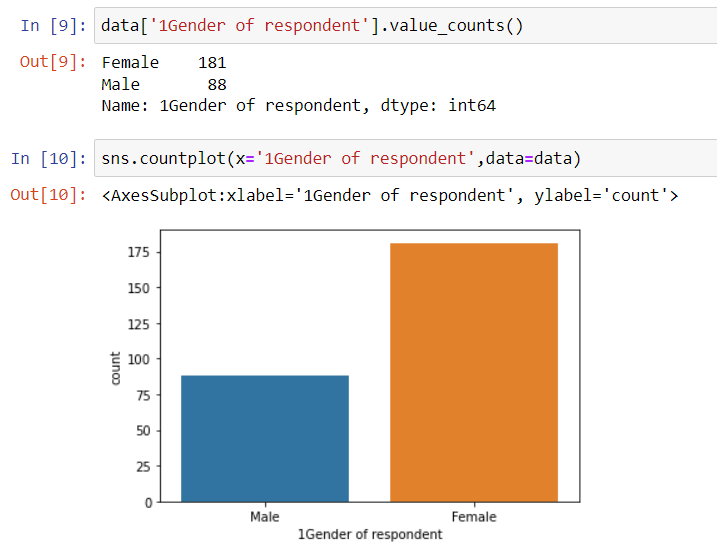 In [9]: data['1Gender of respondent'].value_counts()
Out[9]: Female    181
Male       88
Name: 1Gender of respondent, dtype: int64
In [10]: sns.countplot(x='1Gender of respondent',data=data)
Out[10]: <AxesSubplot:xlabel='1Gender of respondent', ylabel='count'>
175
150
125
100
75
50
25
0
count
Male Female
1Gender of respondent